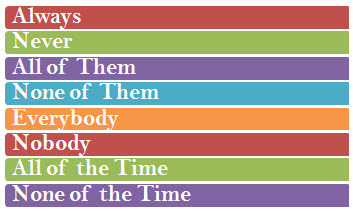 Always
Never
All of Them
None of Them
Everybody
Nobody
All of the Time
None of the Time